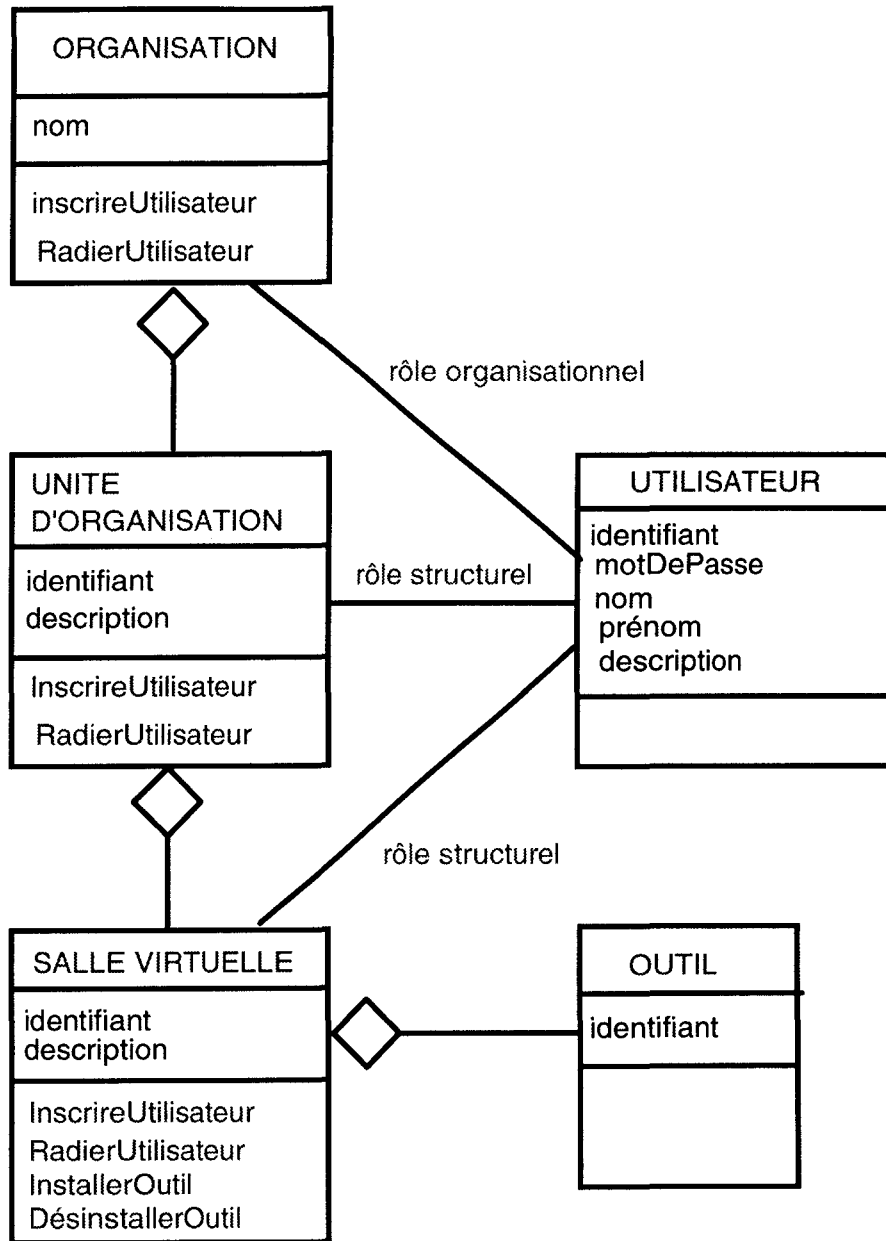 ORGANISATION
nom
inscrireUtilisateur
RadierUtilisateur
rôle organisationnel
UNITE
D'ORGANISATION
identifiant
description
InscrireUtilisateur
RadierUtilisateur
rôle structurel
UTILISATEUR
identifiant
motDePasse
nom
prénom
description
rôle structurel
SALLE VIRTUELLE
identifiant
description
InscrireUtilisateur
RadierUtilisateur
InstallerOutil
DésinstallerOutil
OUTIL
identifiant